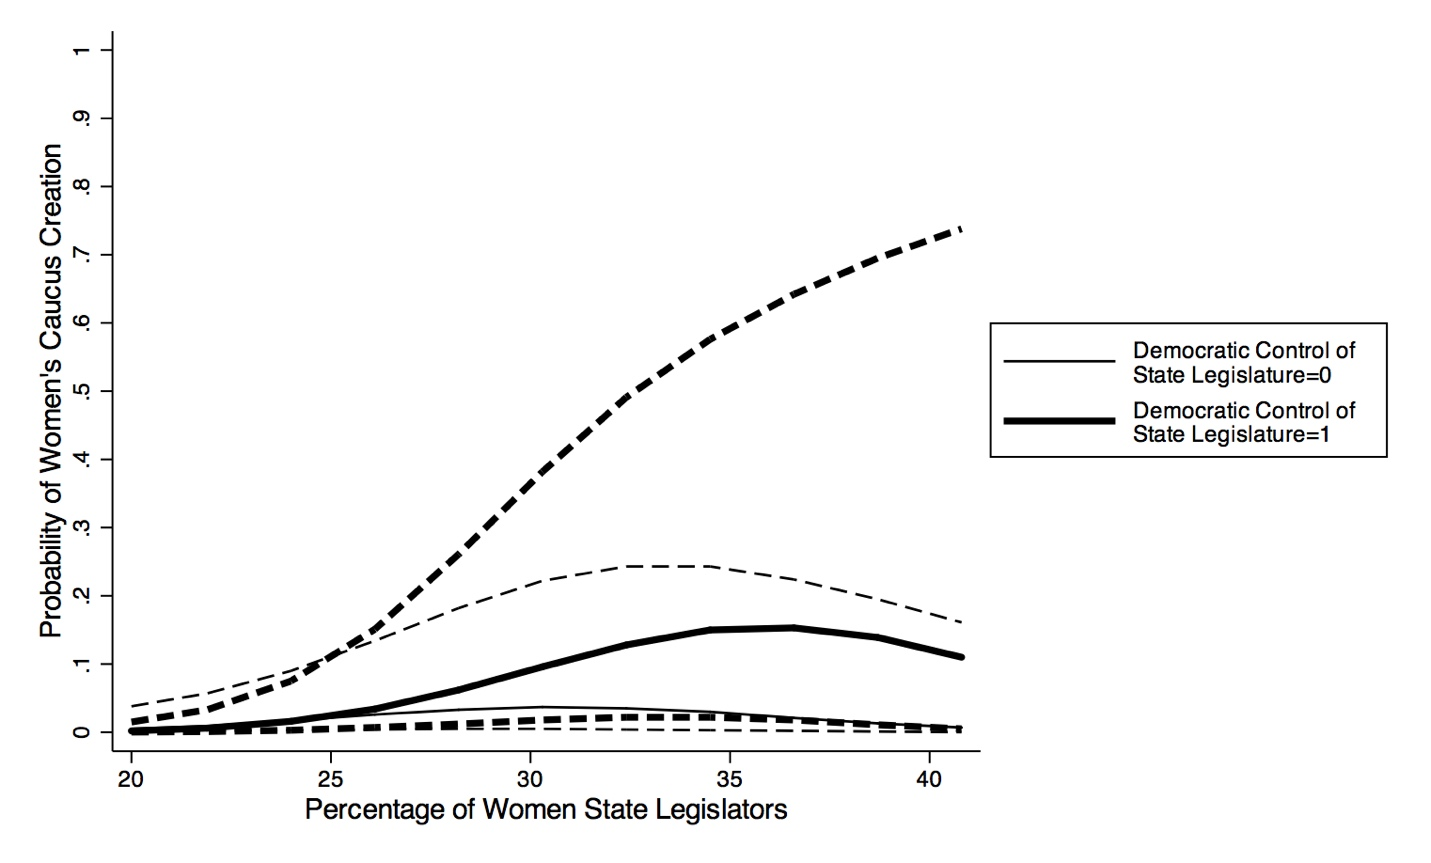 Probability of Women's Caucus Creation
1
.9
.8
.7
.6
.5
.4
.3
.2
.1
0
20 25 30 35 40
Percentage of Women State Legislators
Democratic Control of
State Legislature=0
Democratic Control of
State Legislature=1